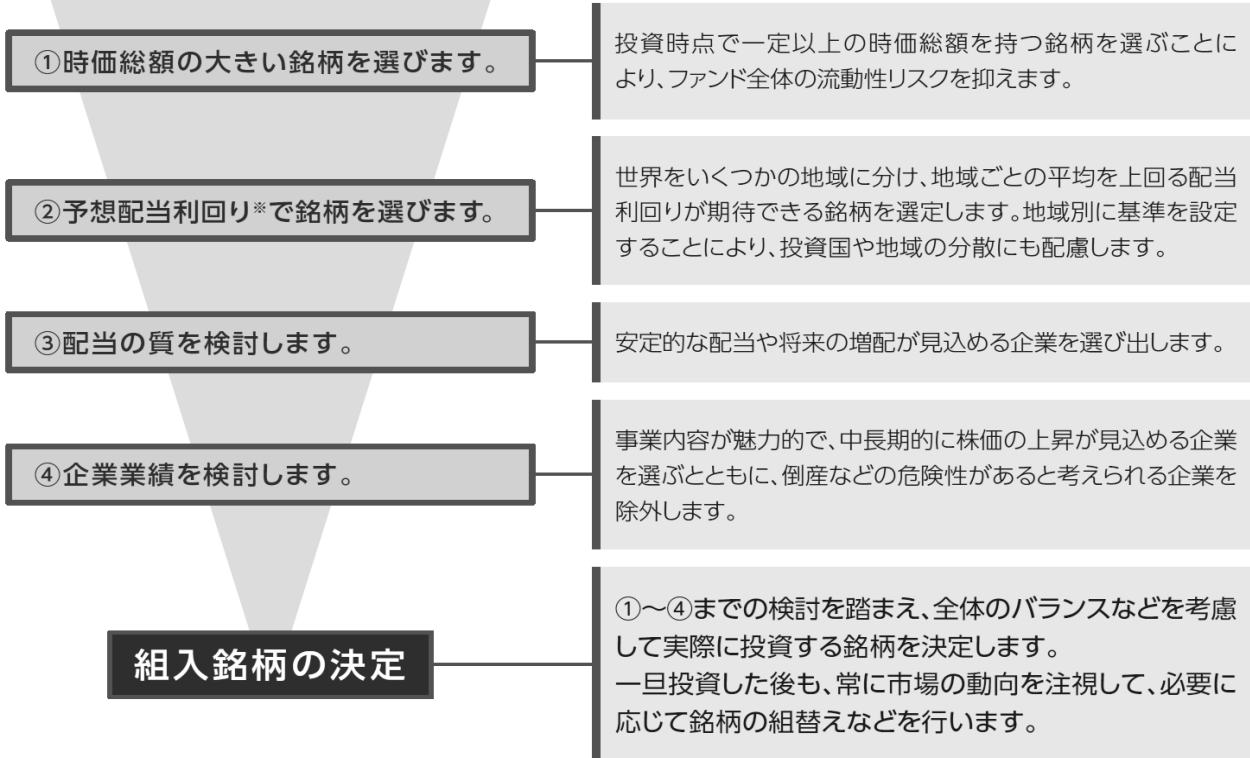 ①時価総額の大きい銘柄を選びます。
投資時点で一定以上の時価総額を持つ銘柄を選ぶことに
より、ファンド全体の流動性リスクを抑えます。
②予想配当利回り※で銘柄を選びます。
世界をいくつかの地域に分け、地域ごとの平均を上回る配当
利回りが期待できる銘柄を選定します。地域別に基準を設定
することにより、投資国や地域の分散にも配慮します。
③配当の質を検討します。
安定的な配当や将来の増配が見込める企業を選び出します。
④企業業績を検討します。
事業内容が魅力的で、中長期的に株価の上昇が見込める企業
を選ぶとともに、倒産などの危険性があると考えられる企業を
除外します。
組入銘柄の決定
①～④までの検討を踏まえ、全体のバランスなどを考慮
して実際に投資する銘柄を決定します。
一旦投資した後も、常に市場の動向を注視して、必要に
応じて銘柄の組替えなどを行います。